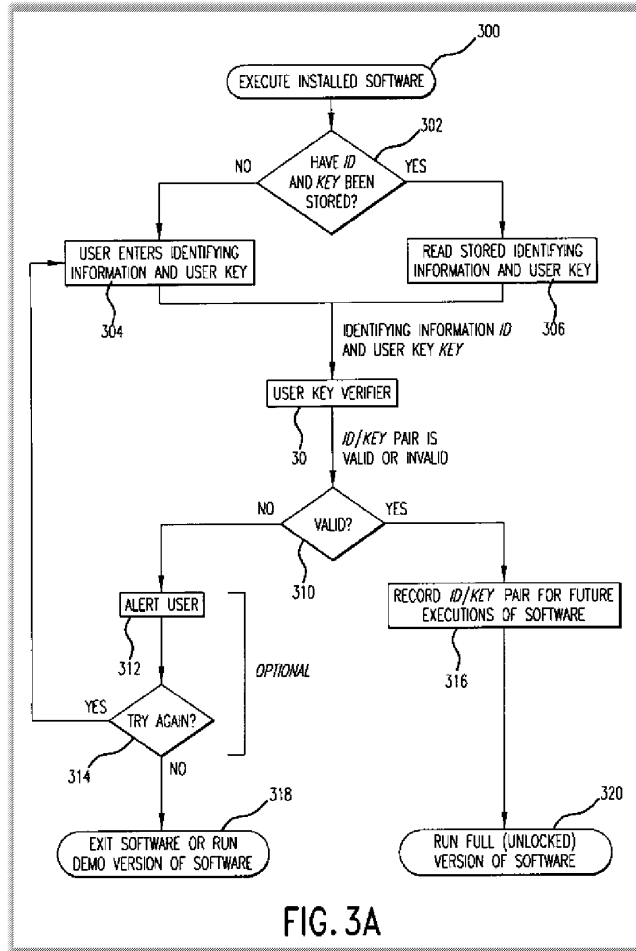 300
EXECUTE INSTALLED SOFTWARE
302
HAVE ID
AND KEY BEEN
STORED?
NO
YES
USER ENTERS IDENTIFYING
INFORMATION AND USER KEY
304
READ STORED IDENTIFYING
INFORMATION AND USER KEY
306
IDENTIFYING INFORMATION ID
AND USER KEY KEY
USER KEY VERIFIER
30
ID/KEY PAIR IS
VALID OR INVALID
NO
VALID?
YES
310
ALERT USER
312
RECORD ID/KEY PAIR FOR FUTURE
EXECUTIONS OF SOFTWARE
316
OPTIONAL
YES
TRY AGAIN?
314
NO
318
EXIT SOFTWARE OR RUN
DEMO VERSION OF SOFTWARE
320
RUN FULL (UNLOCKED)
VERSION OF SOFTWARE
FIG. 3A